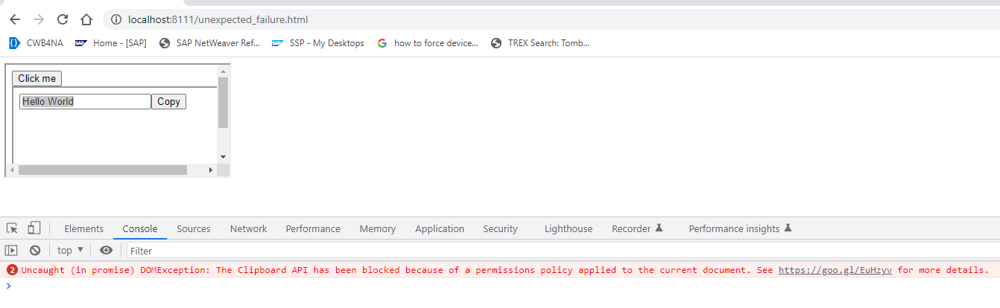 localhost:8111/unexpected_failure.html
CWB4NA Home - [SAP] SAP NetWeaver Ref... SSP - My Desktops how to force device... TREX Search: Tomb...
Click me
Hello World Copy
Elements Console Sources Network Performance Memory Application Security Lighthouse Recorder Performance insights
top Filter
2 Uncaught (in promise) DOMException: The Clipboard API has been blocked because of a permissions policy applied to the current document. See https://goo.gl/EuHzyv for more details.